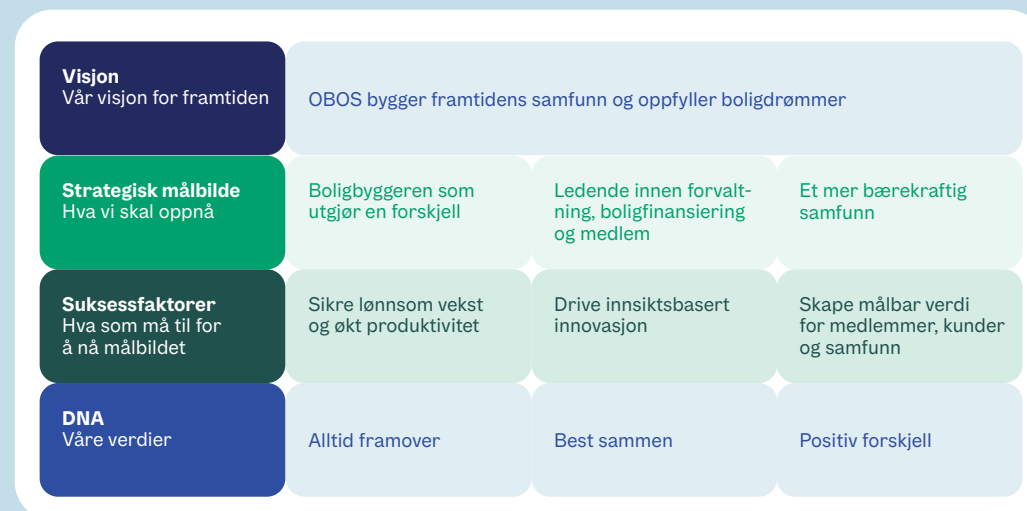 Visjon
Vår visjon for framtiden
OBOS bygger framtidens samfunn og oppfyller boligdrømmer
Strategisk målbilde
Hva vi skal oppnå
Boligbyggeren som
utgjør en forskjell
Ledende innen forvalt-
ning, boligfinansiering
og medlem
Et mer bærekraftig
samfunn
Suksessfaktorer
Hva som må til for
å nå målbildet
Sikre lønnsom vekst
og økt produktivitet
Drive innsiktsbasert
innovasjon
Skape målbar verdi
for medlemmer, kunder
og samfunn
DNA
Våre verdier
Alltid framover
Best sammen
Positiv forskjell